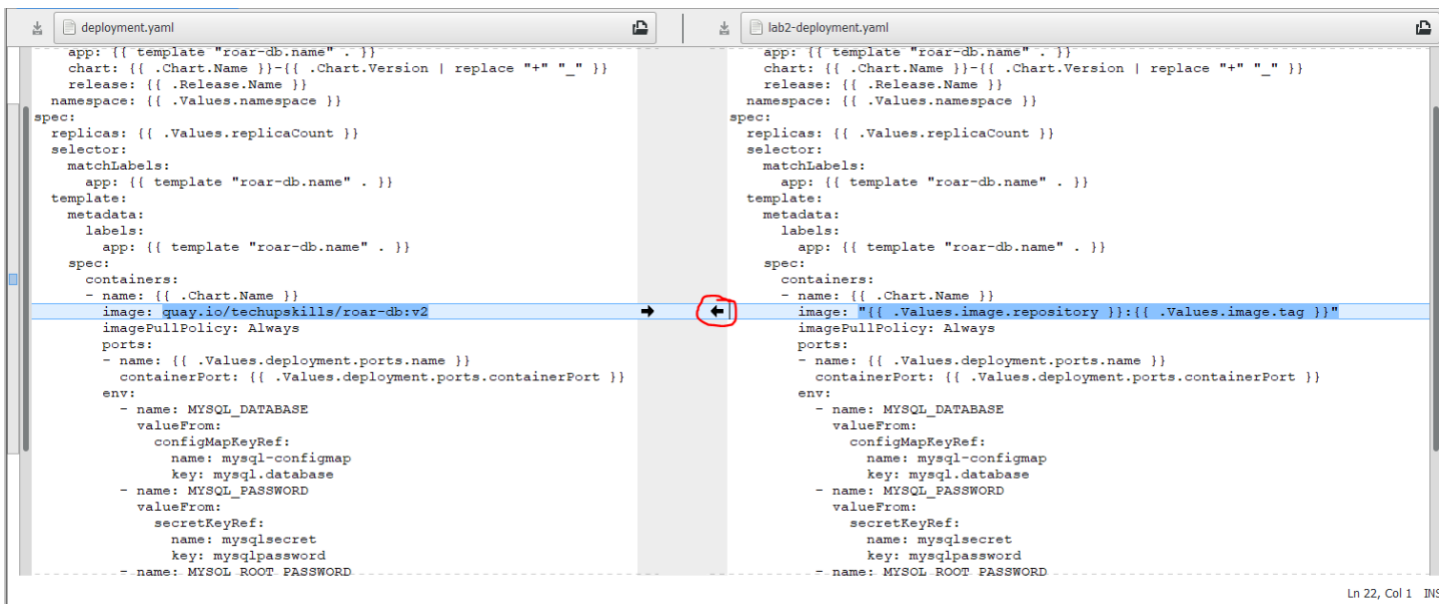 deployment.yaml
app: {{ template "roar-db.name" . }}
chart: {{ .Chart.Name }}-{{ .Chart.Version | replace "+" "_" }}
release: {{ .Release.Name }}
namespace: {{ .Values.namespace }}
spec:
replicas: {{ .Values.replicaCount }}
selector:
matchLabels:
app: {{ template "roar-db.name" . }}
template:
metadata:
labels:
app: {{ template "roar-db.name" . }}
spec:
containers:
- name: {{ .Chart.Name }}
image: quay.io/techupskills/roar-db:v2
imagePullPolicy: Always
ports:
- name: {{ .Values.deployment.ports.name }}
containerPort: {{ .Values.deployment.ports.containerPort }}
env:
- name: MYSQL_DATABASE
valueFrom:
configMapKeyRef:
name: mysql-configmap
key: mysql.database
- name: MYSQL_PASSWORD
valueFrom:
secretKeyRef:
name: mysqlsecret
key: mysqlpassword
- name: MYSQL_ROOT_PASSWORD
lab2-deployment.yaml
app: {{ template "roar-db.name" . }}
chart: {{ .Chart.Name }}-{{ .Chart.Version | replace "+" "_" }}
release: {{ .Release.Name }}
namespace: {{ .Values.namespace }}
spec:
replicas: {{ .Values.replicaCount }}
selector:
matchLabels:
app: {{ template "roar-db.name" . }}
template:
metadata:
labels:
app: {{ template "roar-db.name" . }}
spec:
containers:
- name: {{ .Chart.Name }}
image: "{{ .Values.image.repository }}:{{ .Values.image.tag }}"
imagePullPolicy: Always
ports:
- name: {{ .Values.deployment.ports.name }}
containerPort: {{ .Values.deployment.ports.containerPort }}
env:
- name: MYSQL_DATABASE
valueFrom:
configMapKeyRef:
name: mysql-configmap
key: mysql.database
- name: MYSQL_PASSWORD
valueFrom:
secretKeyRef:
name: mysqlsecret
key: mysqlpassword
- name: MYSQL_ROOT_PASSWORD
Ln 22, Col 1 INS